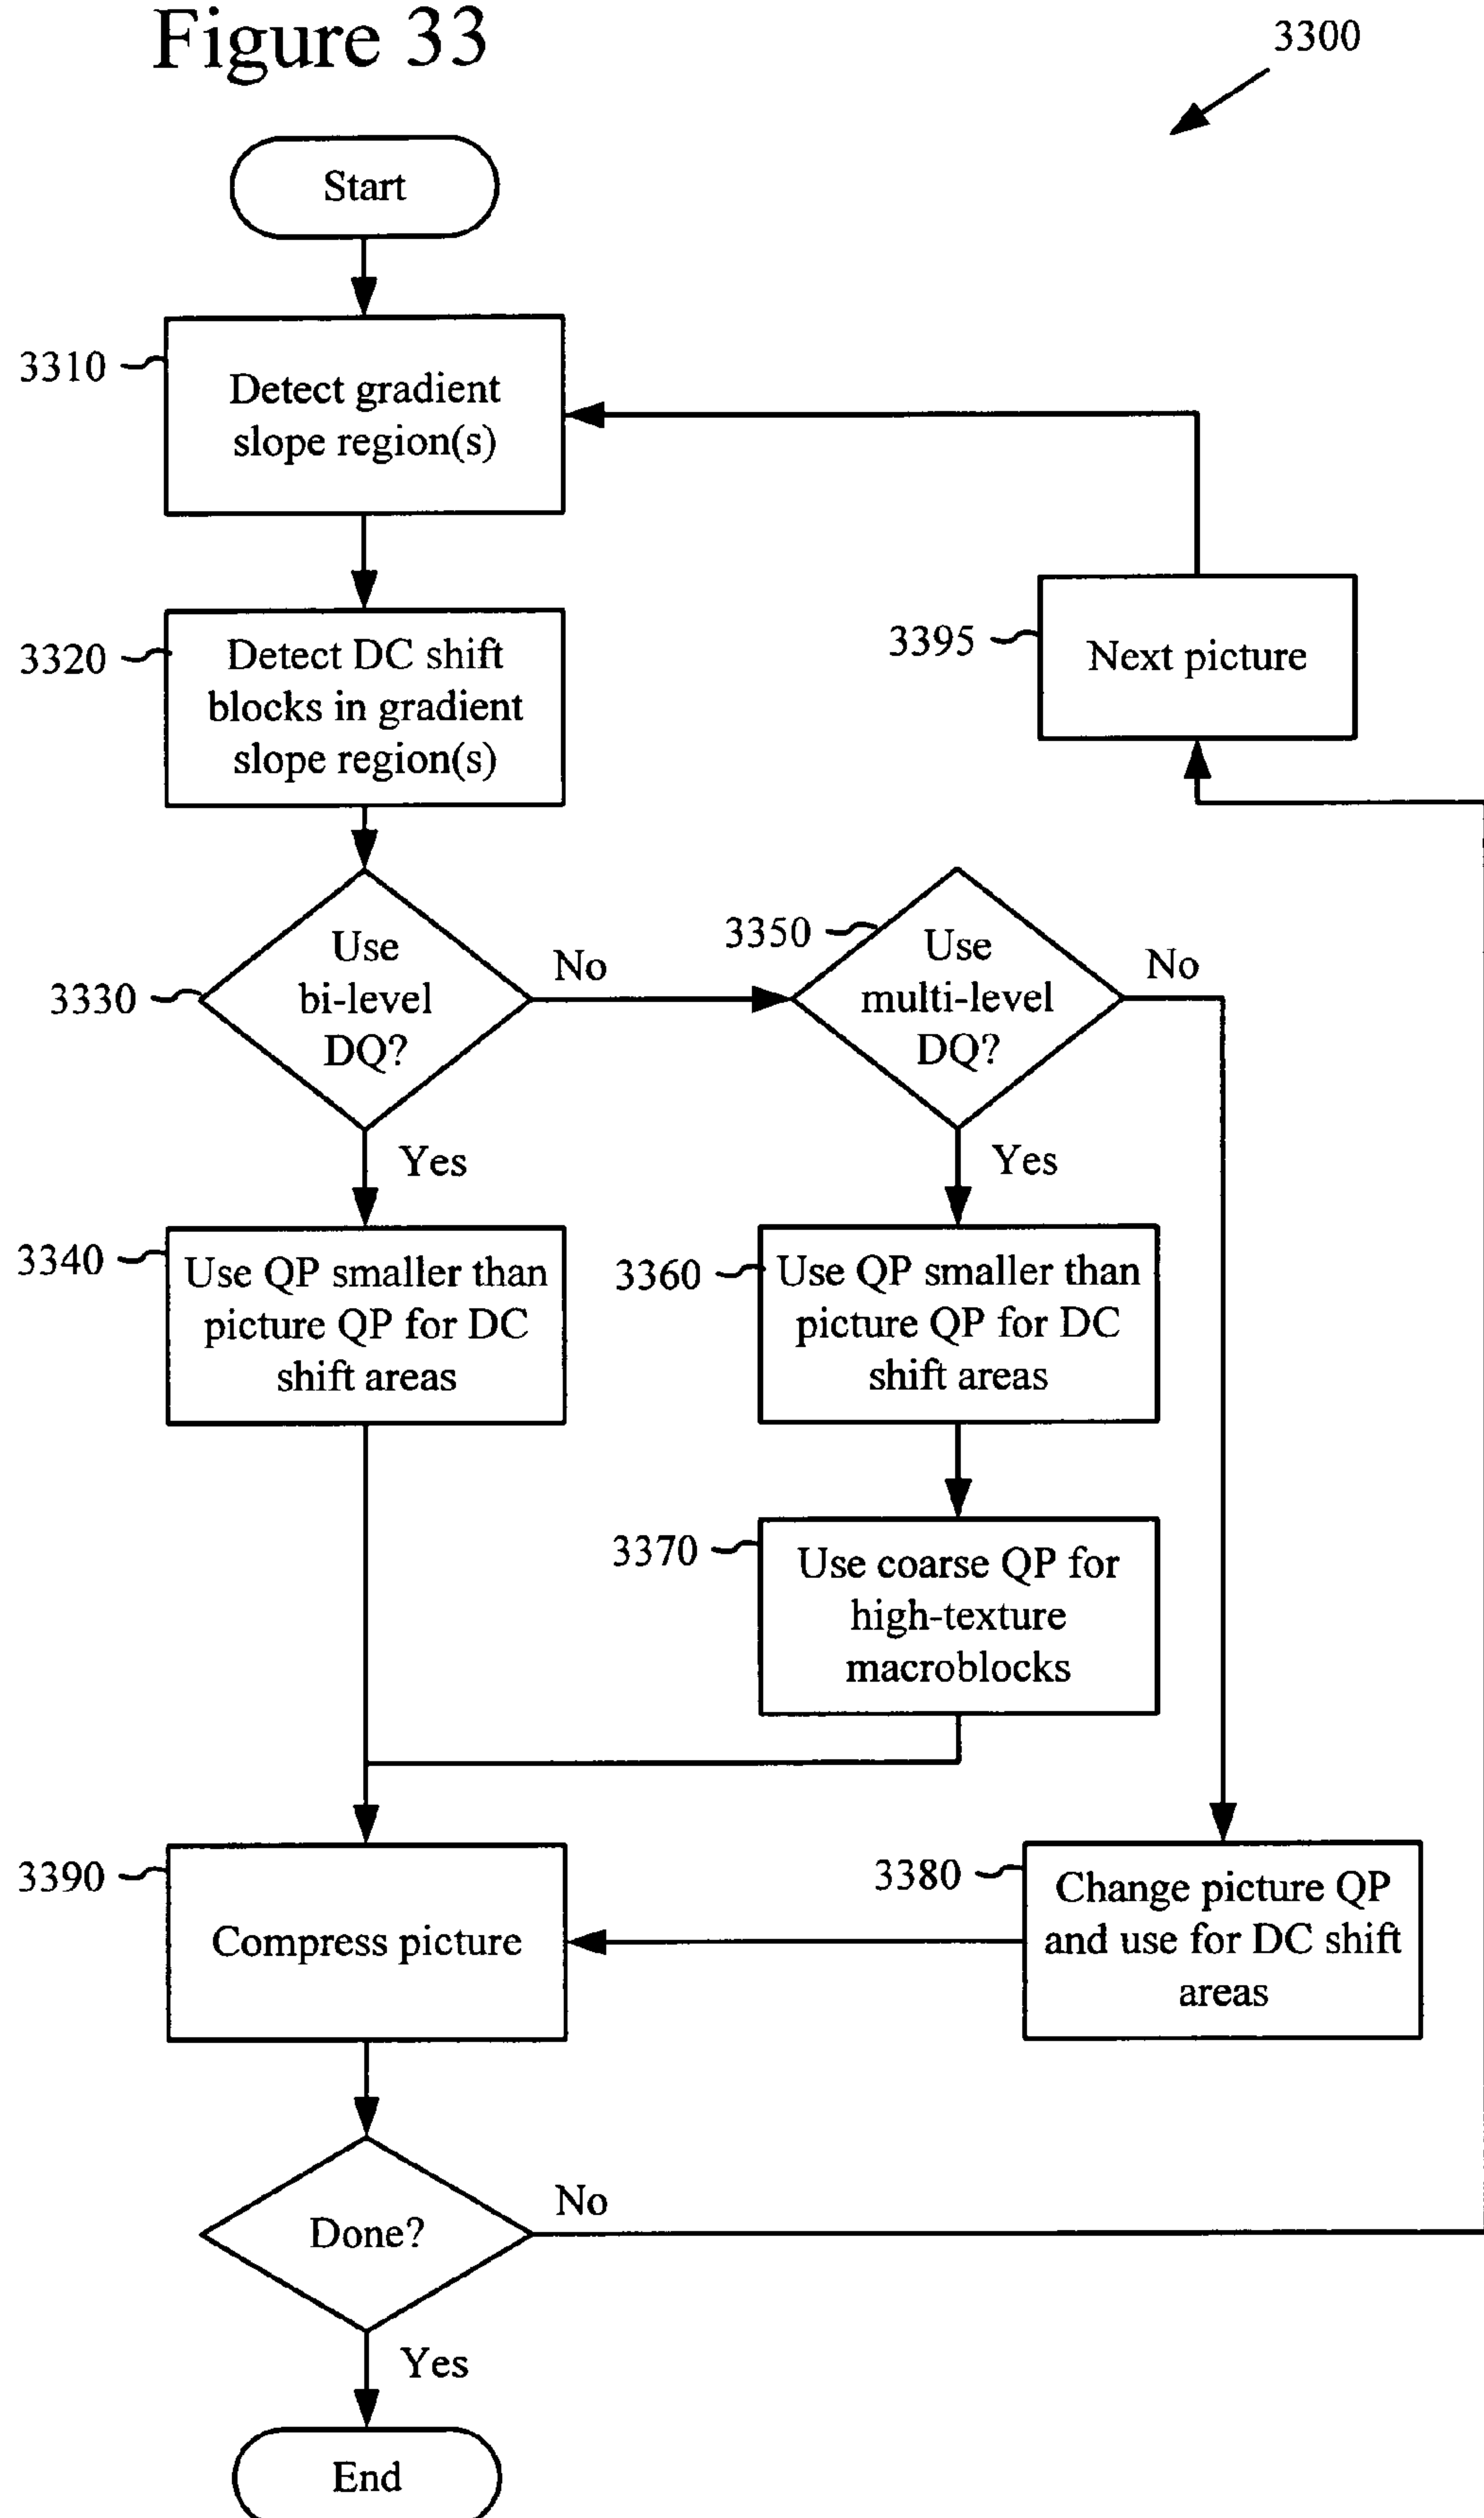 Figure 33
3300
Start
3310
Detect gradient
slope region(s)
3320
Detect DC shift
blocks in gradient
slope region(s)
3395
Next picture
3330
Use
bi-level
DQ?
No
3350
Use
multi-level
DQ?
No
Yes
Yes
3340
Use QP smaller than
picture QP for DC
shift areas
3360
Use QP smaller than
picture QP for DC
shift areas
3370
Use coarse QP for
high-texture
macroblocks
3390
Compress picture
3380
Change picture QP
and use for DC shift
areas
Done?
No
Yes
End